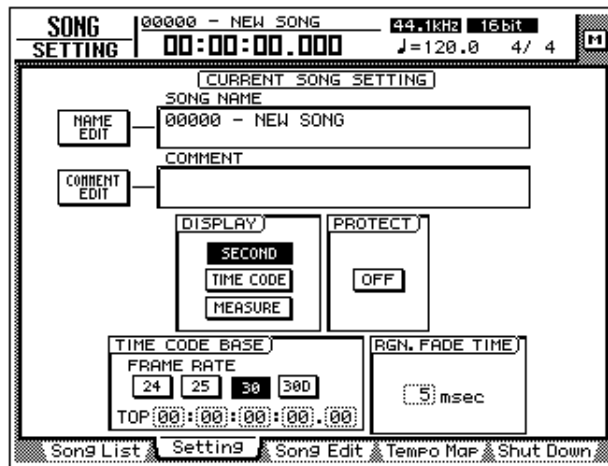 SONG
SETTING
00000 - NEW SONG
00:00:00.000
44.1kHz 16bit
♩=120.0 4/ 4
M
CURRENT SONG SETTING
SONG NAME
NAME EDIT
00000 - NEW SONG
COMMENT
COMMENT EDIT
DISPLAY
SECOND
TIME CODE
MEASURE
PROTECT
OFF
TIME CODE BASE
FRAME RATE
24 25 30 30D
TOP 00:00:00:00.00
RGN. FADE TIME
5 msec
Song List Setting Song Edit Tempo Map Shut Down